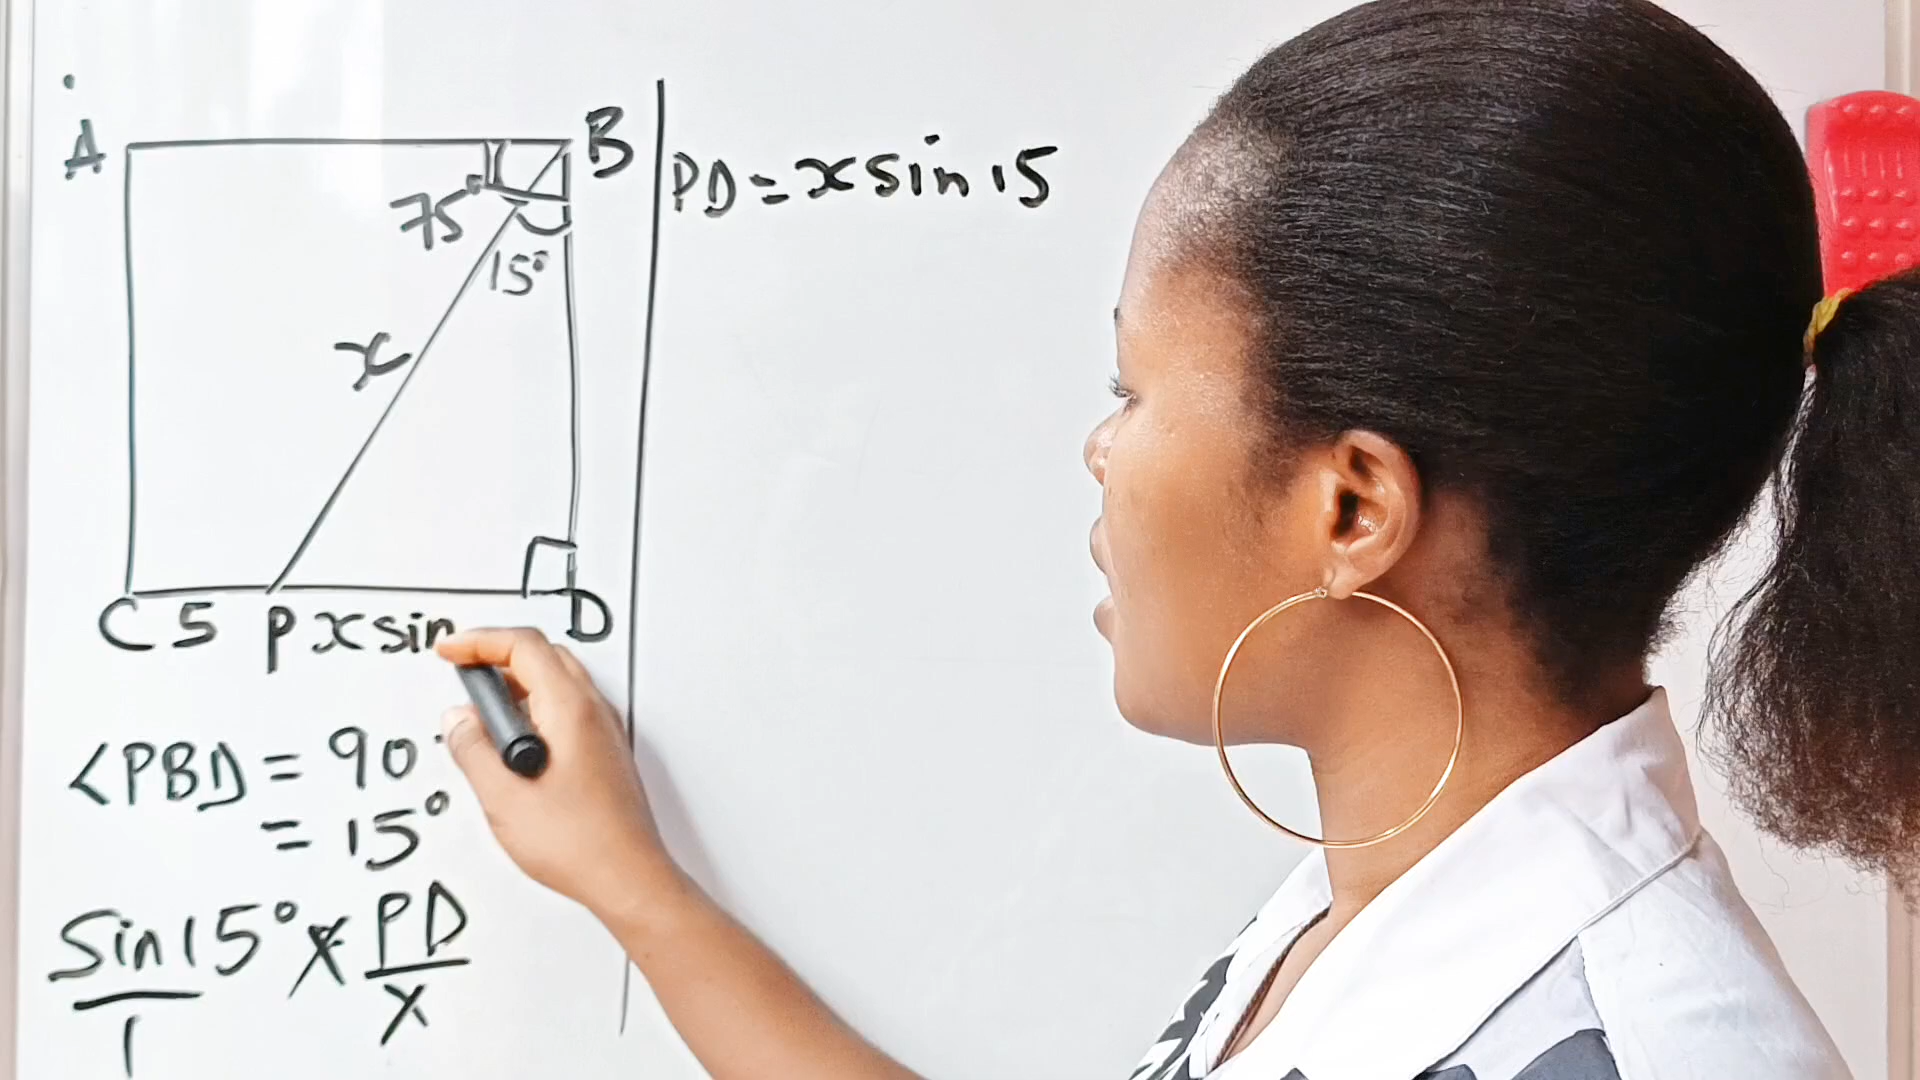 A B
75°
15°
x
C 5 P x sin D
<PBD = 90
= 15°
Sin 15° × PD
1 x
PD = x sin 15